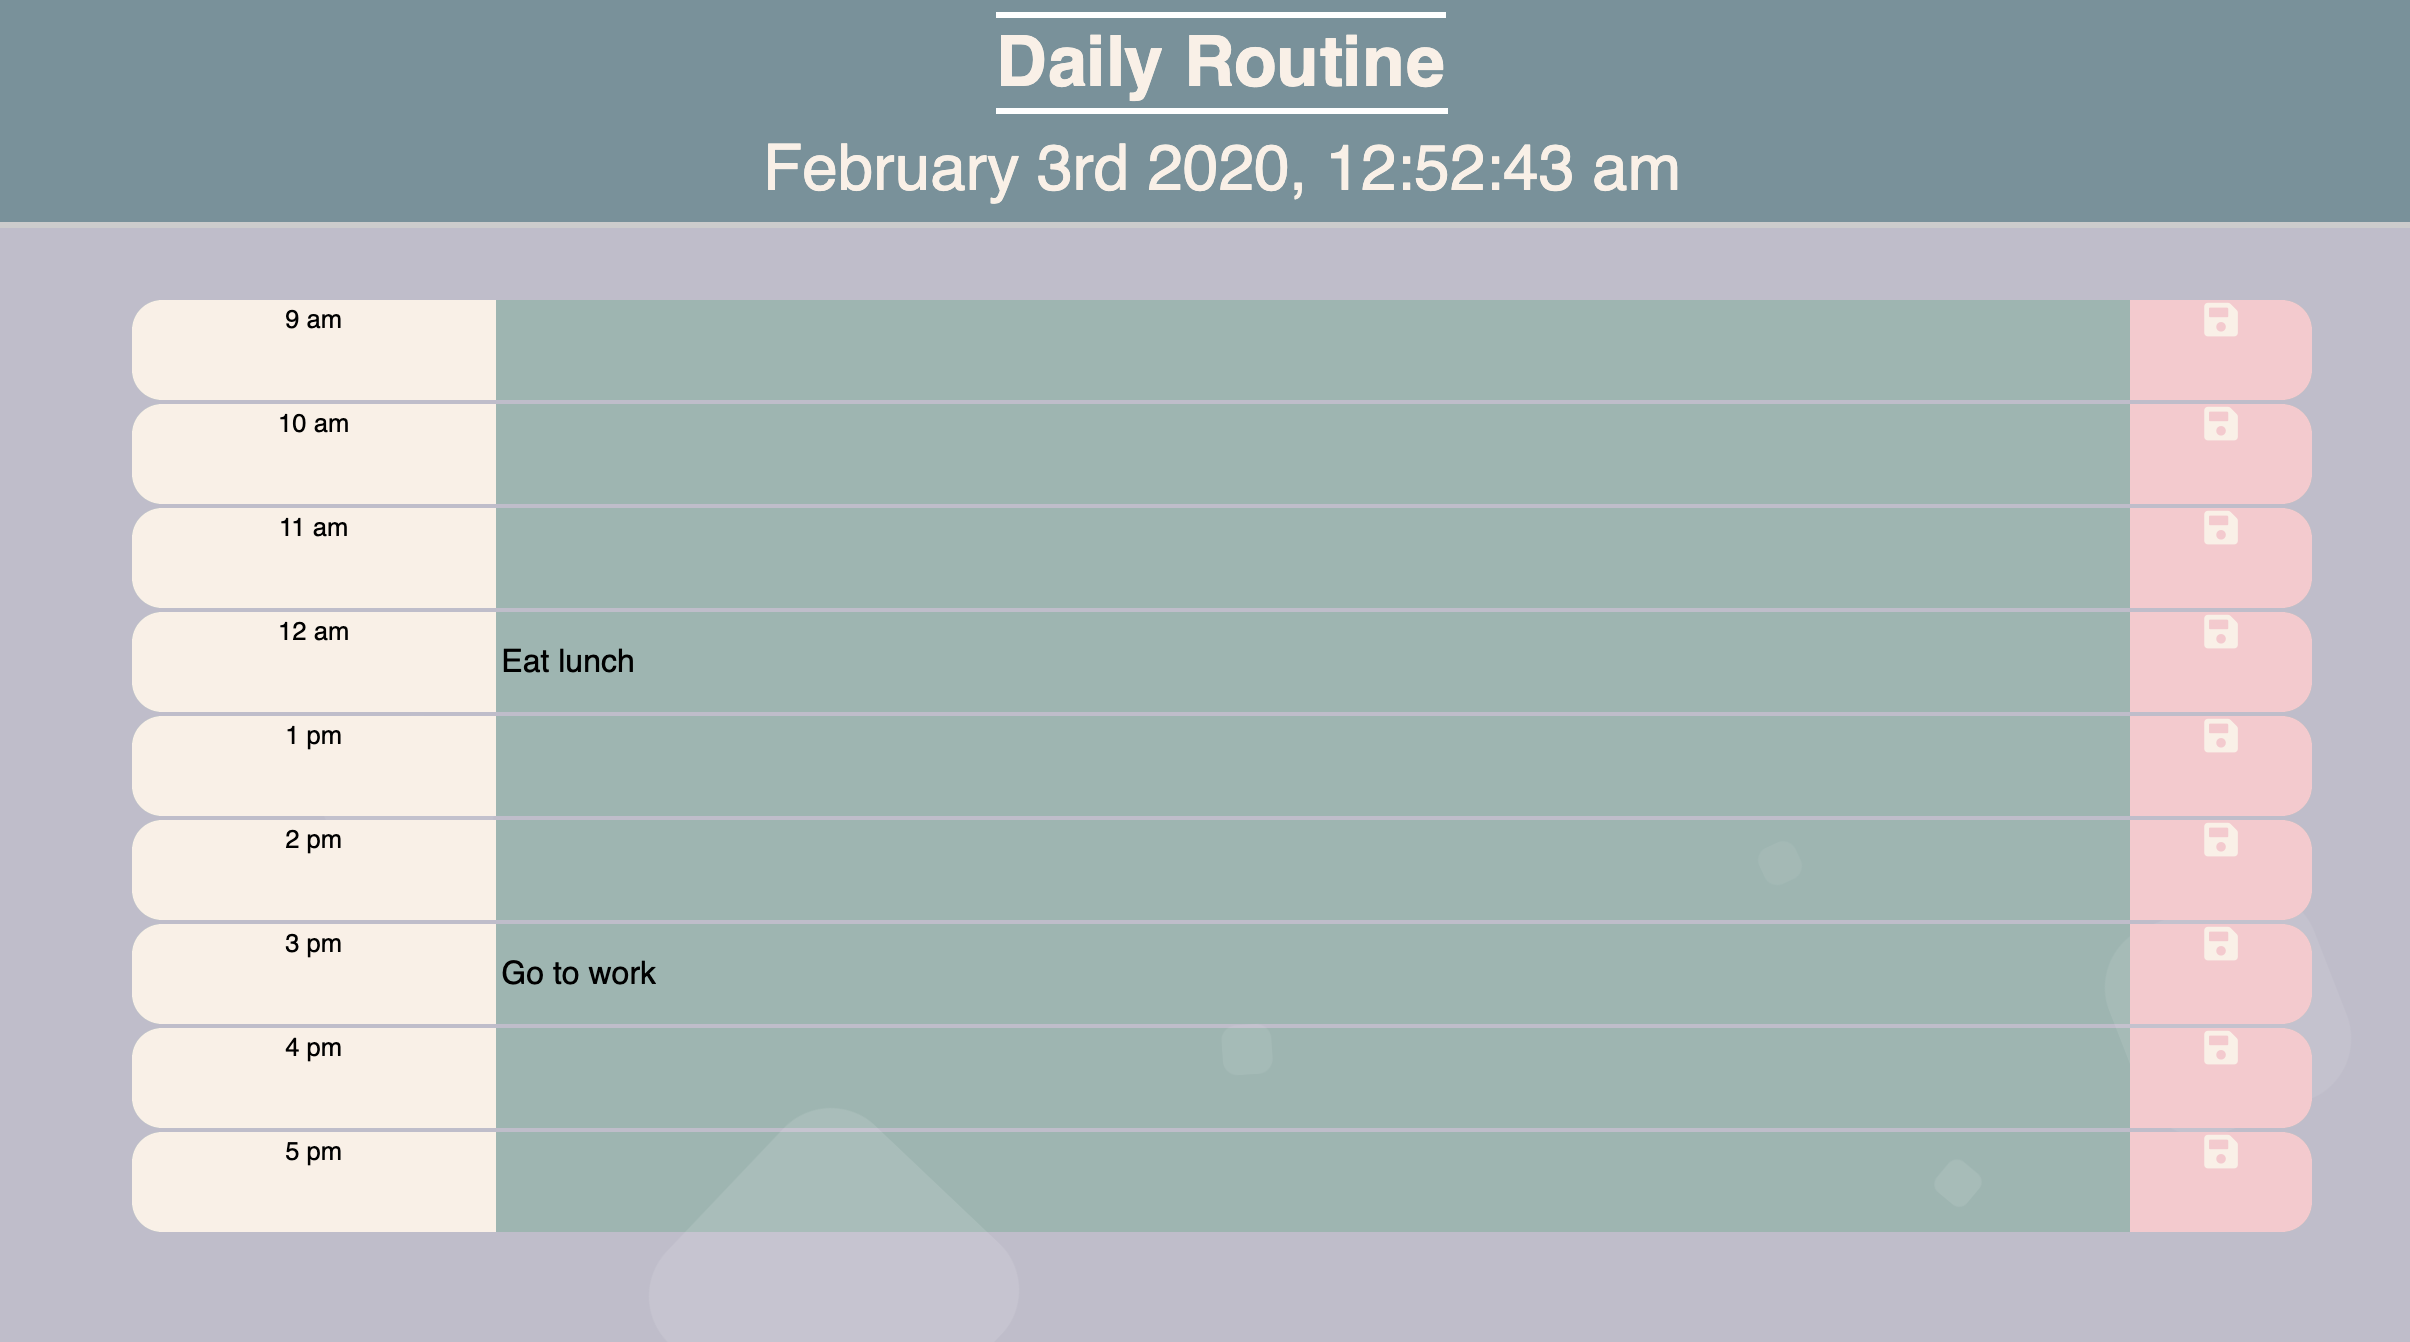 Daily Routine
February 3rd 2020, 12:52:43 am
9 am
10 am
11 am
12 am
Eat lunch
1 pm
2 pm
3 pm
Go to work
4 pm
5 pm